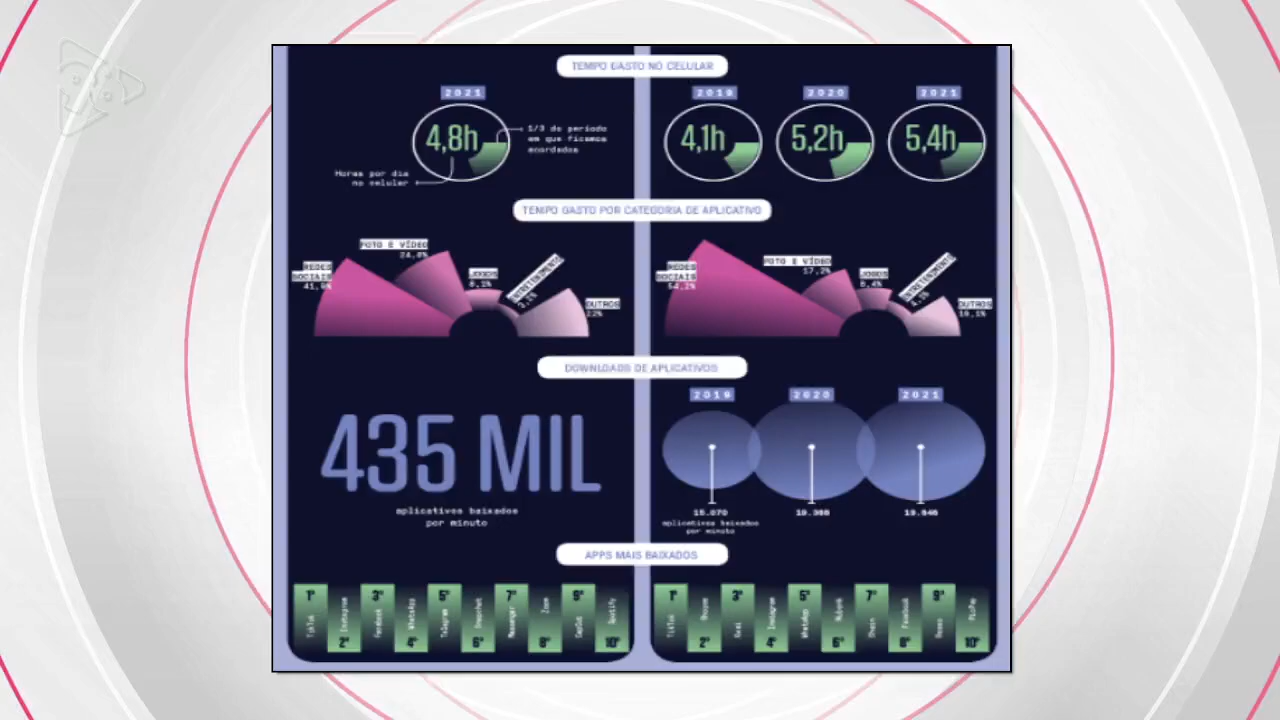 TEMPO GASTO NO CELULAR
2021
4,8h
1/3 do período
em que ficamos
acordados
Horas por dia
no celular
2019
2020
2021
4,1h
5,2h
5,4h
TEMPO GASTO POR CATEGORIA DE APLICATIVO
REDES
SOCIAIS
FOTO E VÍDEO
JOGOS
ENTRETENIMENTO
OUTROS
22%
REDES
SOCIAIS
54,2%
FOTO E VÍDEO
17,2%
JOGOS
ENTRETENIMENTO
OUTROS
DOWNLOADS DE APLICATIVOS
435 MIL
aplicativos baixados
por minuto
2019
2020
2021
15.070
aplicativos baixados
por minuto
APPS MAIS BAIXADOS
1º
TikTok
2º
Instagram
3º
Facebook
4º
WhatsApp
5º
Telegram
6º
Snapchat
7º
Messenger
8º
Zoom
9º
CapCut
10º
Spotify
1º
TikTok
2º
Shopee
3º
Kwai
4º
Instagram
5º
WhatsApp
6º
Nubank
7º
Shein
8º
Facebook
9º
10º
PicPay